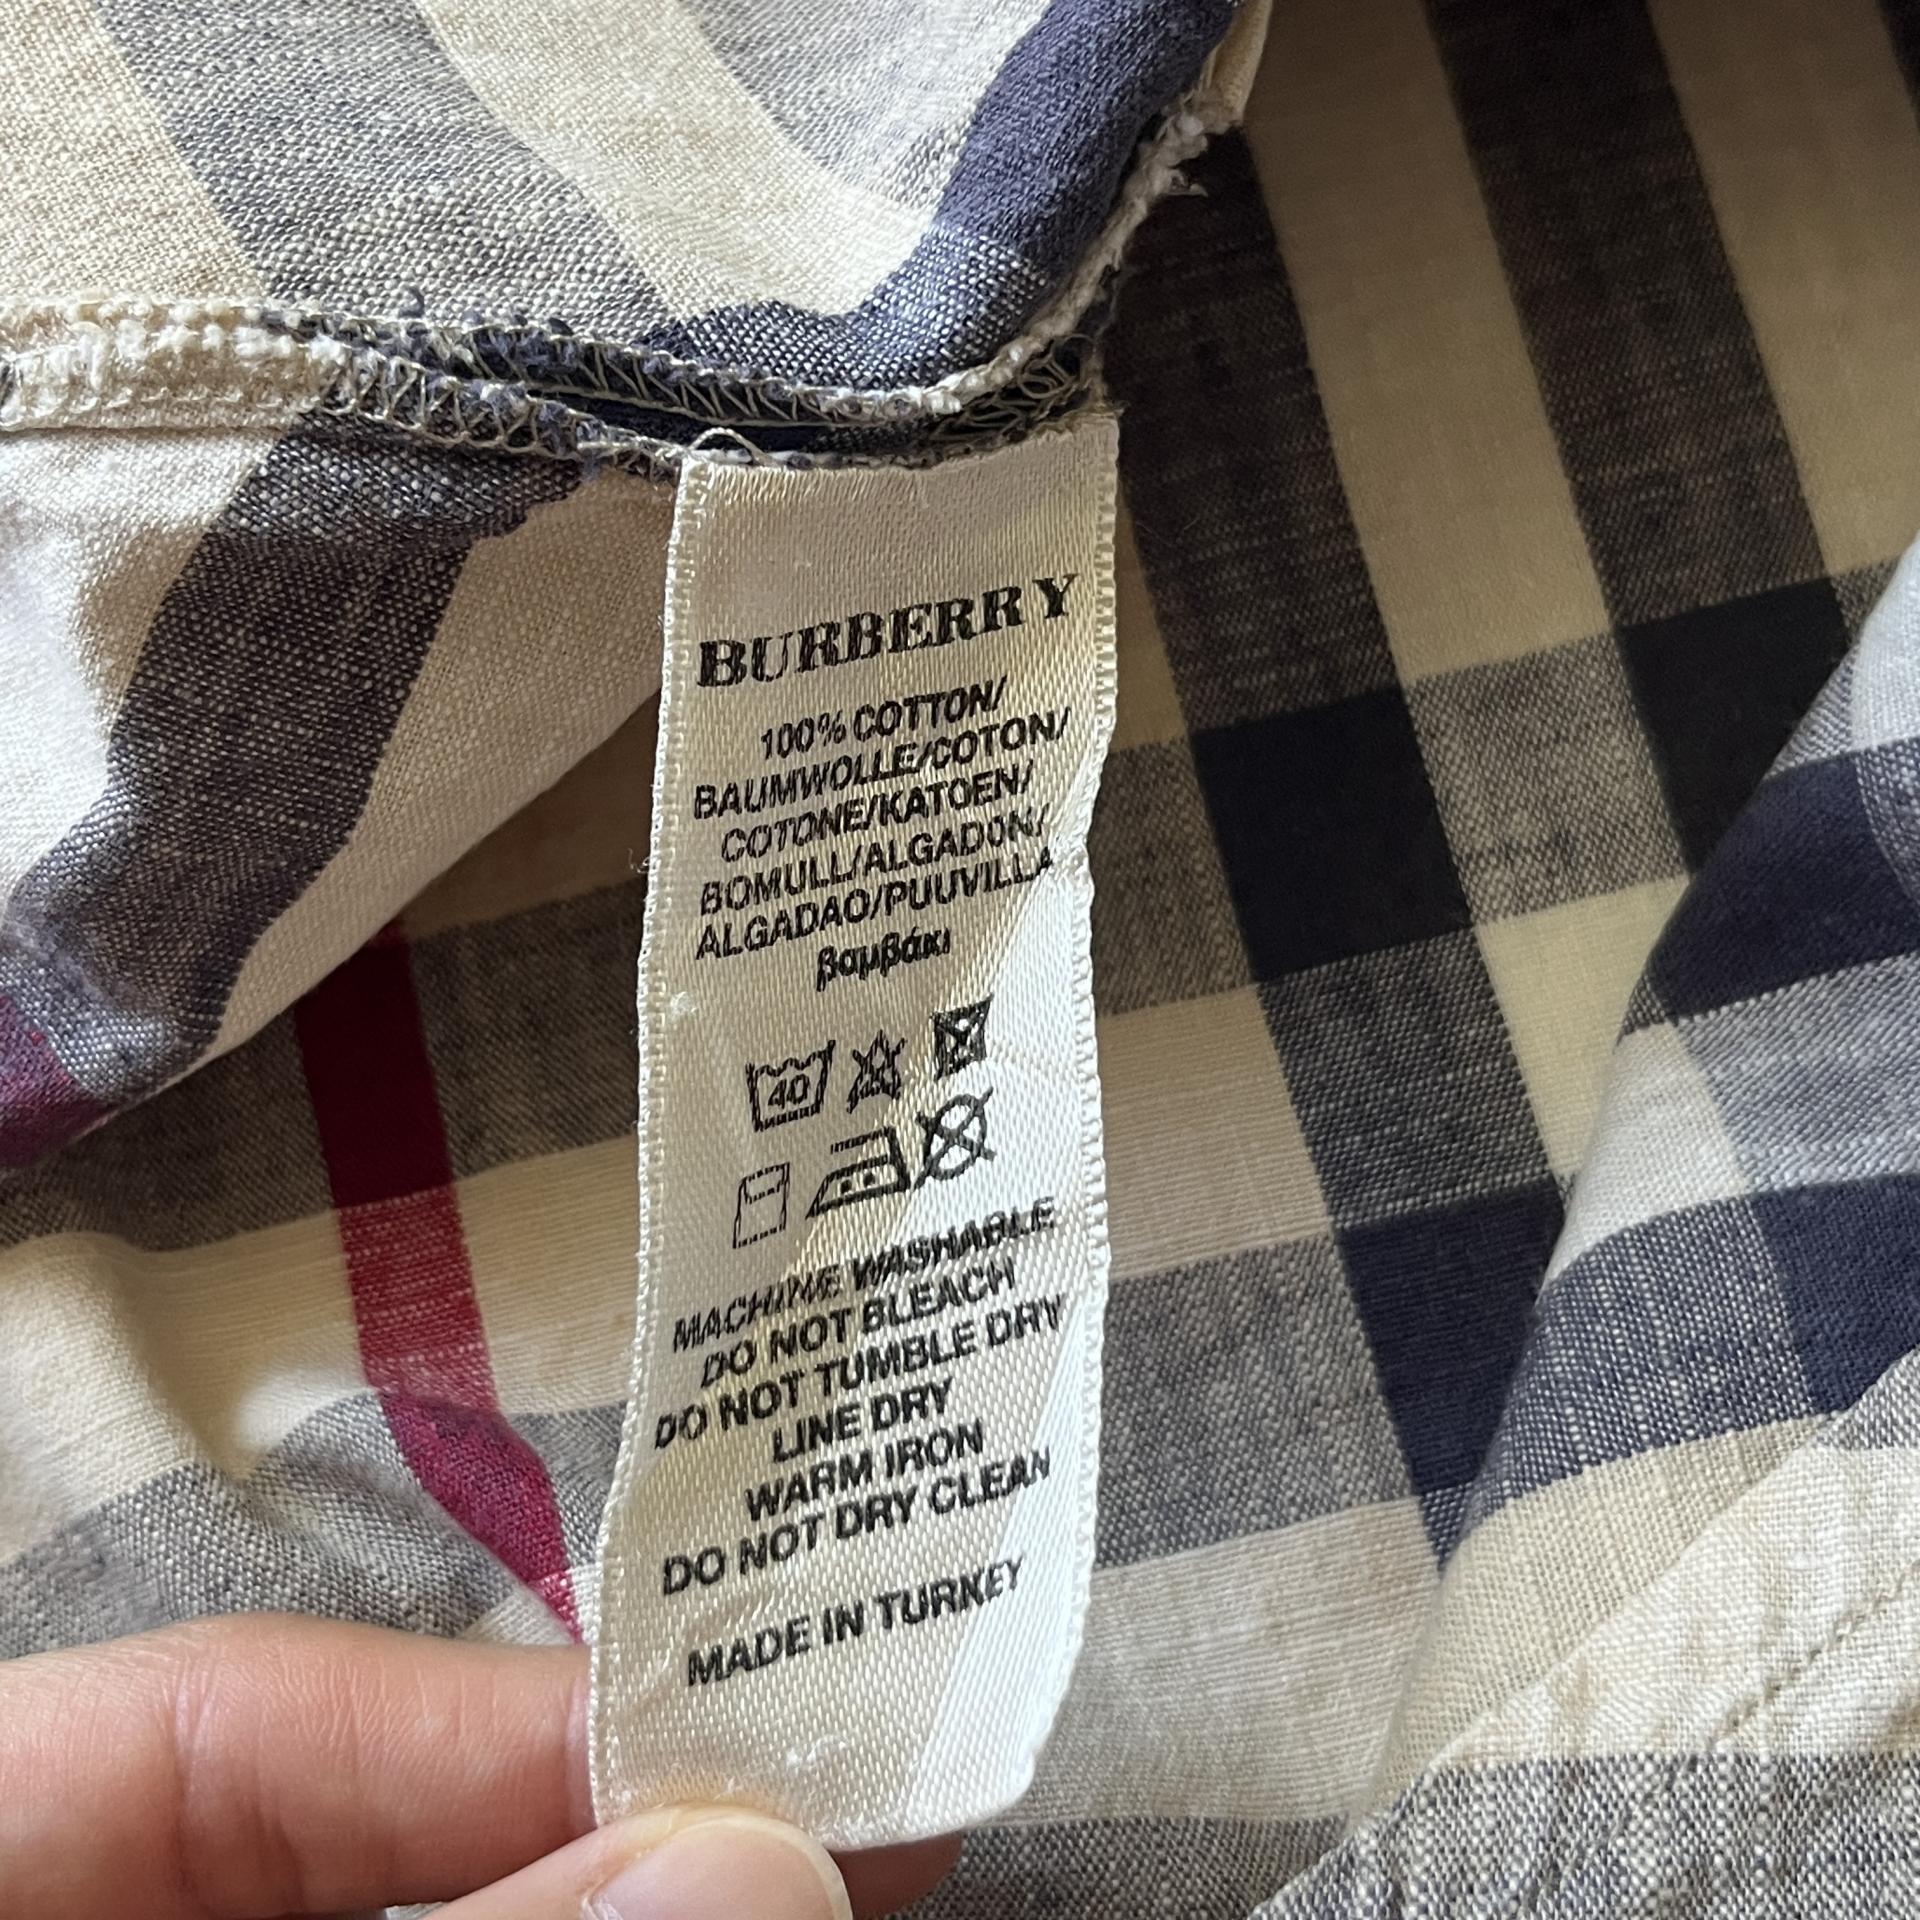 BURBERRY
100% COTTON/
BAUMWOLLE/COTON/
COTONE/KATOEN/
BOMULL/ALGADON/
ALGADAO/PUUVILLA
βαμβάκι
40
MACHINE WASHABLE
DO NOT BLEACH
DO NOT TUMBLE DRY
LINE DRY
WARM IRON
DO NOT DRY CLEAN
MADE IN TURKEY